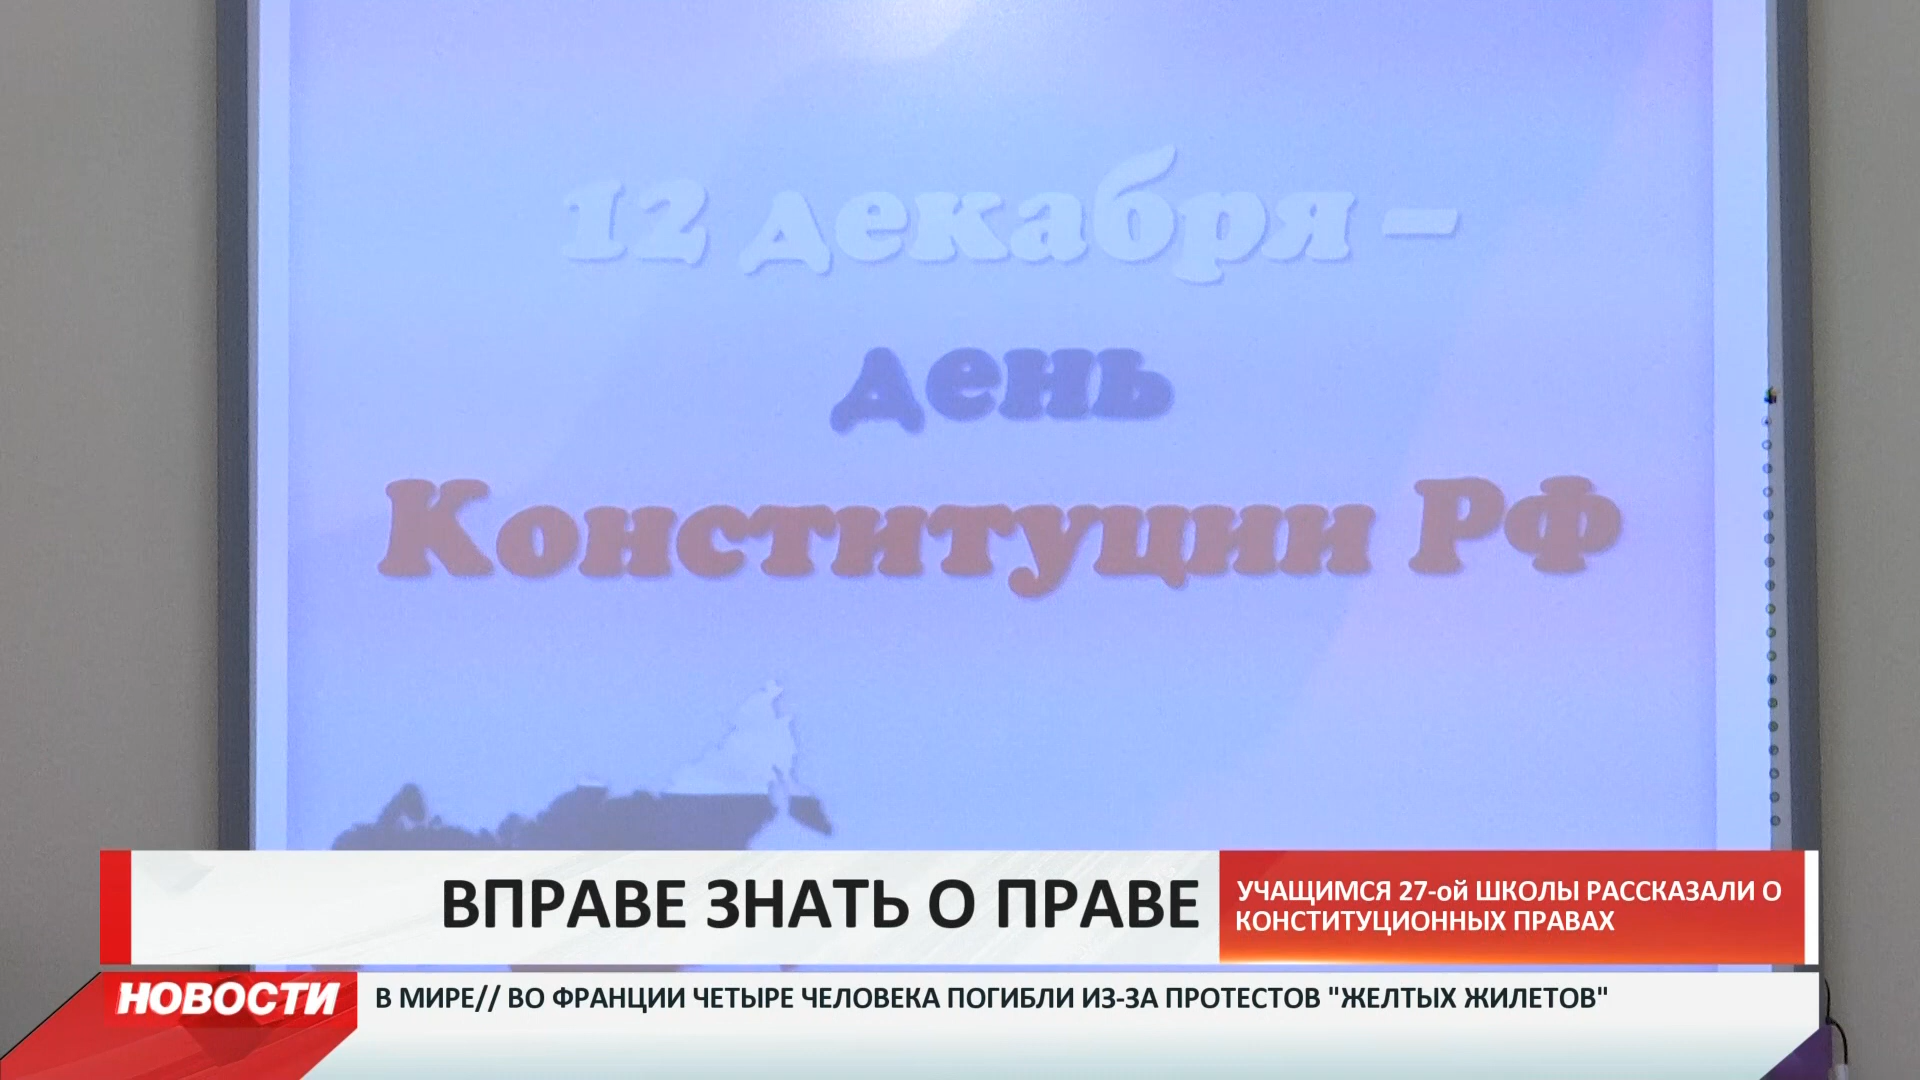 12 декабря –
день
Конституции РФ
ВПРАВЕ ЗНАТЬ О ПРАВЕ
УЧАЩИМСЯ 27-ой ШКОЛЫ РАССКАЗАЛИ О
КОНСТИТУЦИОННЫХ ПРАВАХ
НОВОСТИ
В МИРЕ// ВО ФРАНЦИИ ЧЕТЫРЕ ЧЕЛОВЕКА ПОГИБЛИ ИЗ-ЗА ПРОТЕСТОВ "ЖЕЛТЫХ ЖИЛЕТОВ"